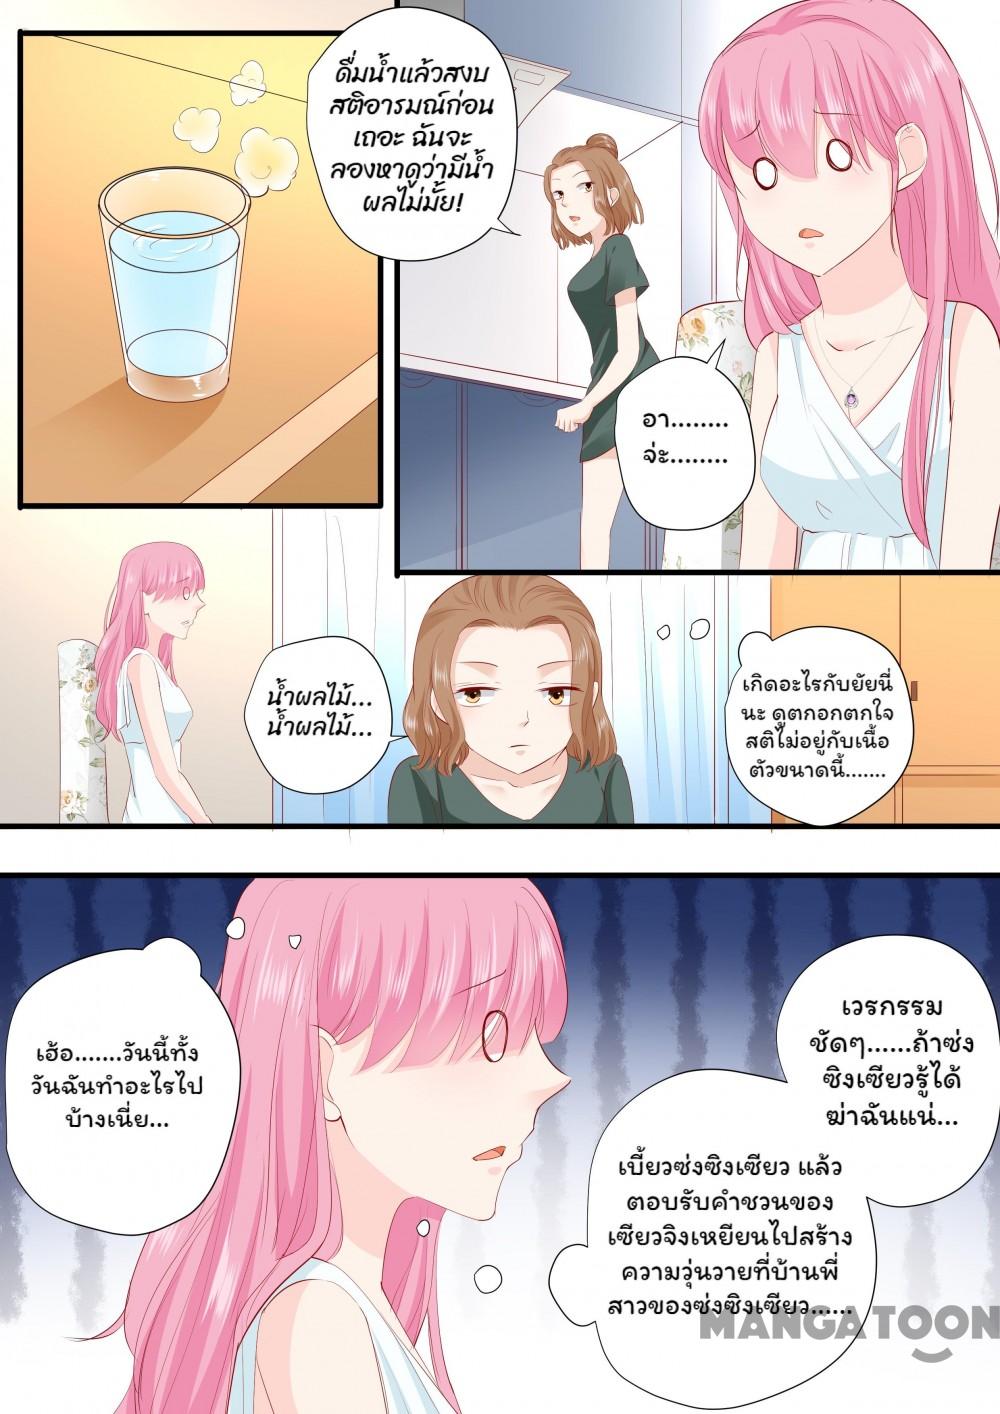 ดื่มน้ำแล้วสงบ
สติอารมณ์ก่อน
เถอะ ฉันจะ
ลองหาดูว่ามีน้ำ
ผลไม่มั้ย!
อา........
จ่ะ........
น้ำผลไม้...
น้ำผลไม้...
เกิดอะไรกับยัยนี่
นะ ดูตกอกตกใจ
สติไม่อยู่กับเนื้อ
ตัวขนาดนี้.......
เฮ้อ.......วันนี้ทั้ง
วันฉันทำอะไรไป
บ้างเนี่ย...
เวรกรรม
ชัดๆ......ถ้าซ่ง
ซิงเซียวรู้ได้
ฆ่าฉันแน่...
เบี้ยวซ่งซิงเซียว แล้ว
ตอบรับคำชวนของ
เซียวจิงเหยียนไปสร้าง
ความวุ่นวายที่บ้านพี่
สาวของซ่งซิงเซียว......
MANGATOON